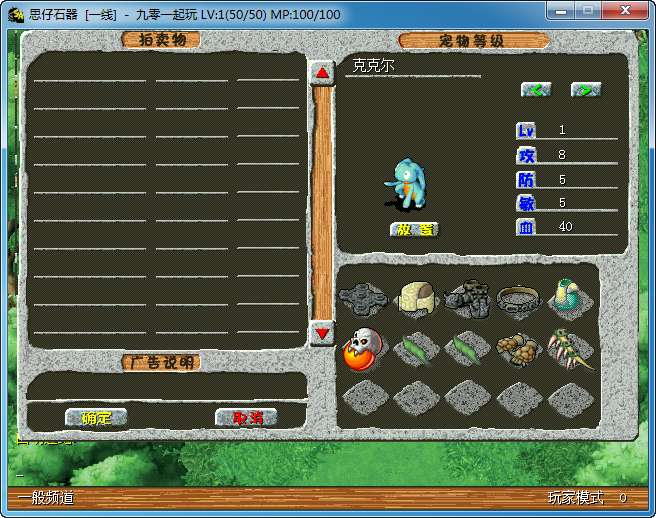 思仔石器 [一线] - 九零一起玩 LV:1(50/50) MP:100/100
拍卖物
宠物等级
克克尔
Lv 1
攻 8
防 5
敏 5
血 40
广告说明
确定
取消
一般频道
玩家模式 0